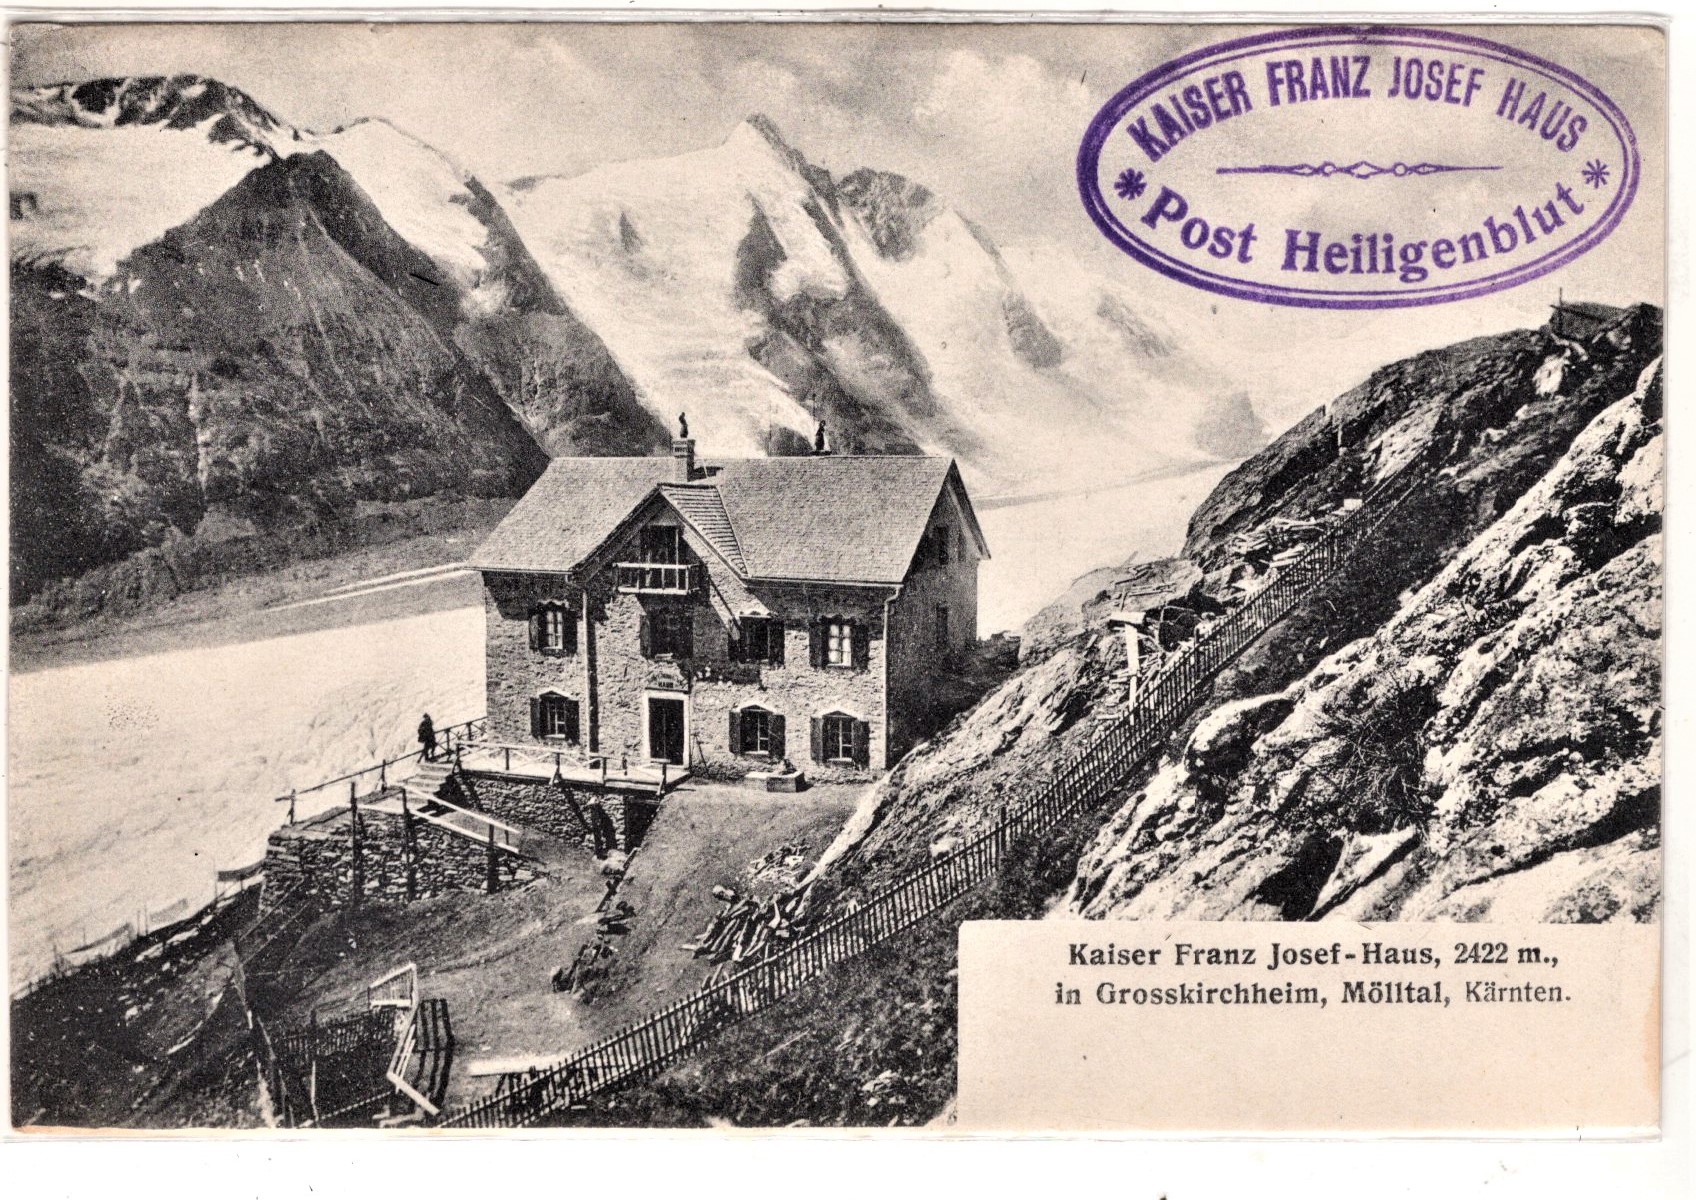 KAISER FRANZ JOSEF HAUS
* Post Heiligenblut *
Kaiser Franz Josef-Haus, 2422 m.,
in Grosskirchheim, Mölltal, Kärnten.